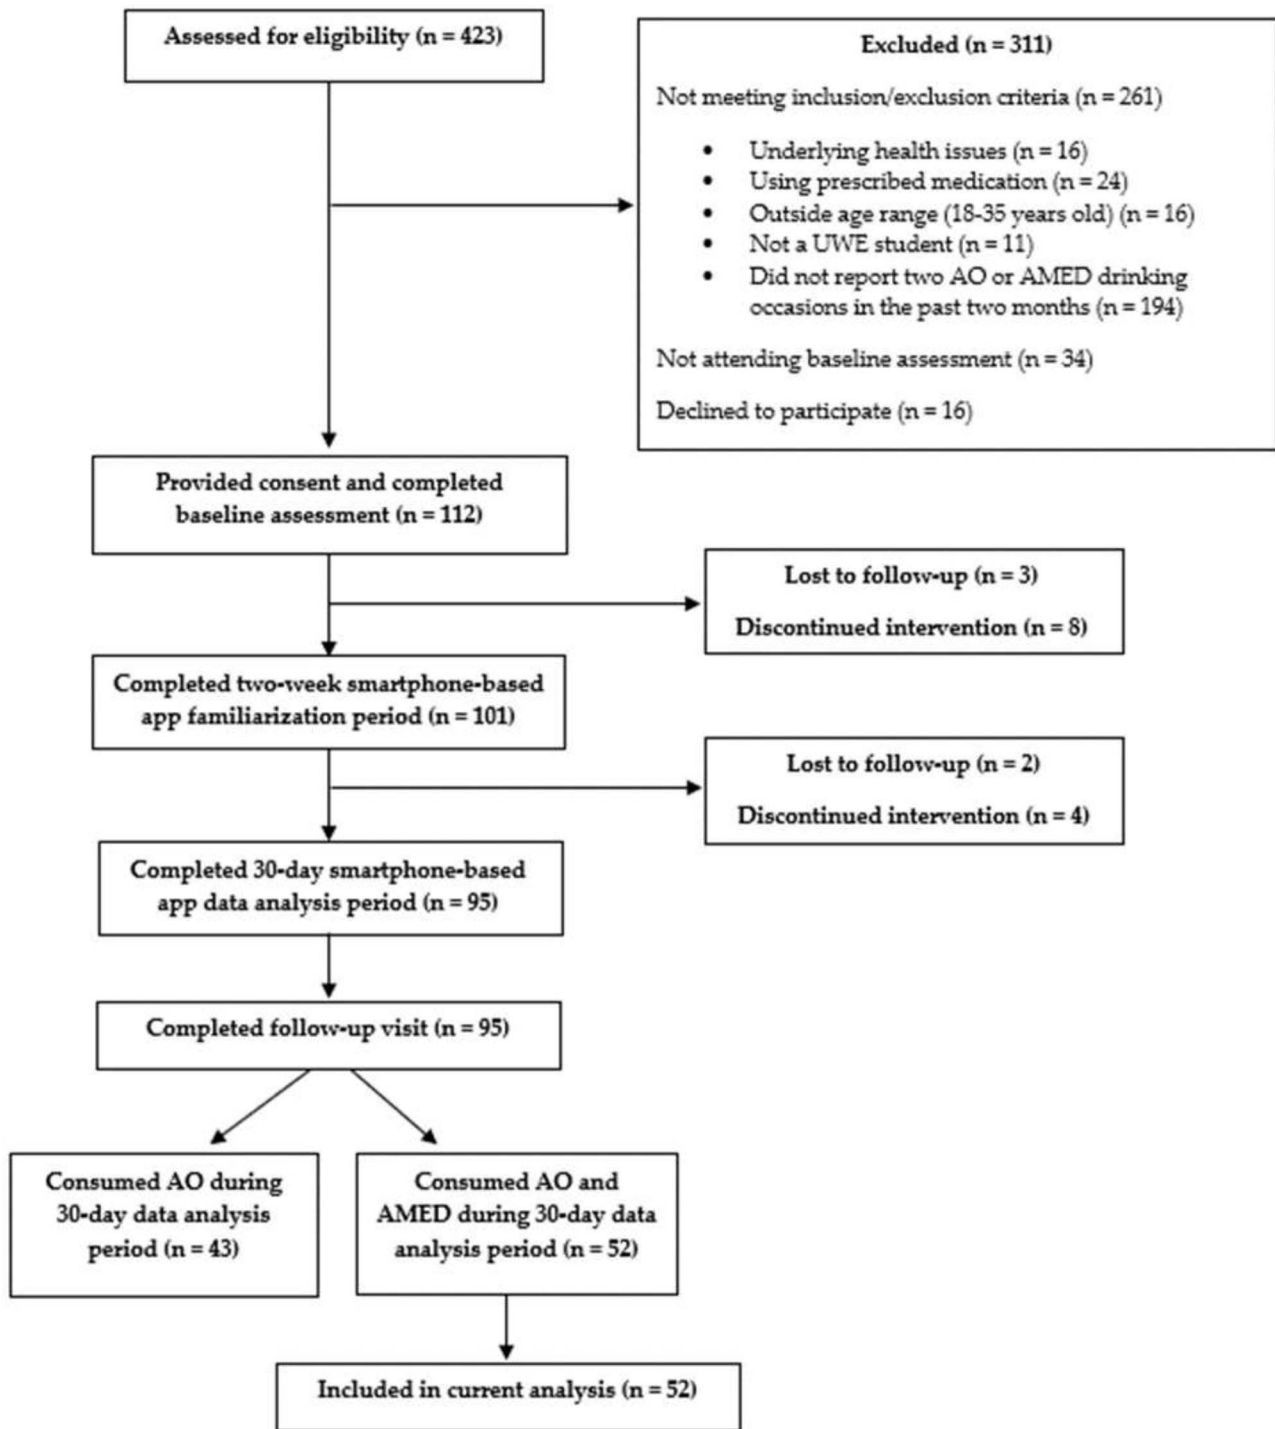 Assessed for eligibility (n = 423)
Excluded (n = 311)
Not meeting inclusion/exclusion criteria (n = 261)
• Underlying health issues (n = 16)
• Using prescribed medication (n = 24)
• Outside age range (18-35 years old) (n = 16)
• Not a UWE student (n = 11)
• Did not report two AO or AMED drinking
occasions in the past two months (n = 194)
Not attending baseline assessment (n = 34)
Declined to participate (n = 16)
Provided consent and completed
baseline assessment (n = 112)
Lost to follow-up (n = 3)
Discontinued intervention (n = 8)
Completed two-week smartphone-based
app familiarization period (n = 101)
Lost to follow-up (n = 2)
Discontinued intervention (n = 4)
Completed 30-day smartphone-based
app data analysis period (n = 95)
Completed follow-up visit (n = 95)
Consumed AO during
30-day data analysis
period (n = 43)
Consumed AO and
AMED during 30-day data
analysis period (n = 52)
Included in current analysis (n = 52)